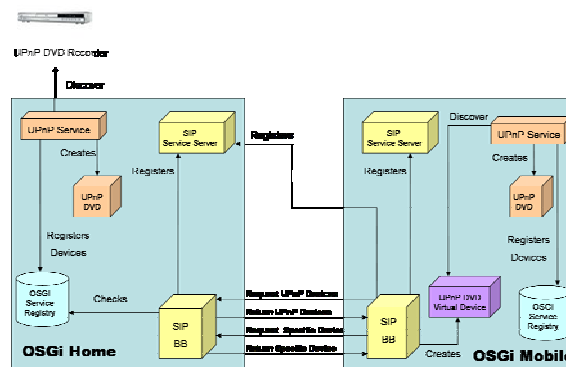 UPnP DVD Recorder
Discover
UPnP Service
Creates
UPnP
DVD
Registers
Devices
OSGi
Service
Registry
SIP
Service Server
Registers
Checks
SIP
BB
OSGi Home
Registers
Request UPnP Devices
Return UPnP Devices
Request Specific Device
Return Specific Device
SIP
Service Server
Registers
Discover
UPnP Service
Creates
UPnP
DVD
Registers
Devices
UPnP DVD
Virtual Device
OSGi
Service
Registry
SIP
BB
Creates
OSGi Mobile